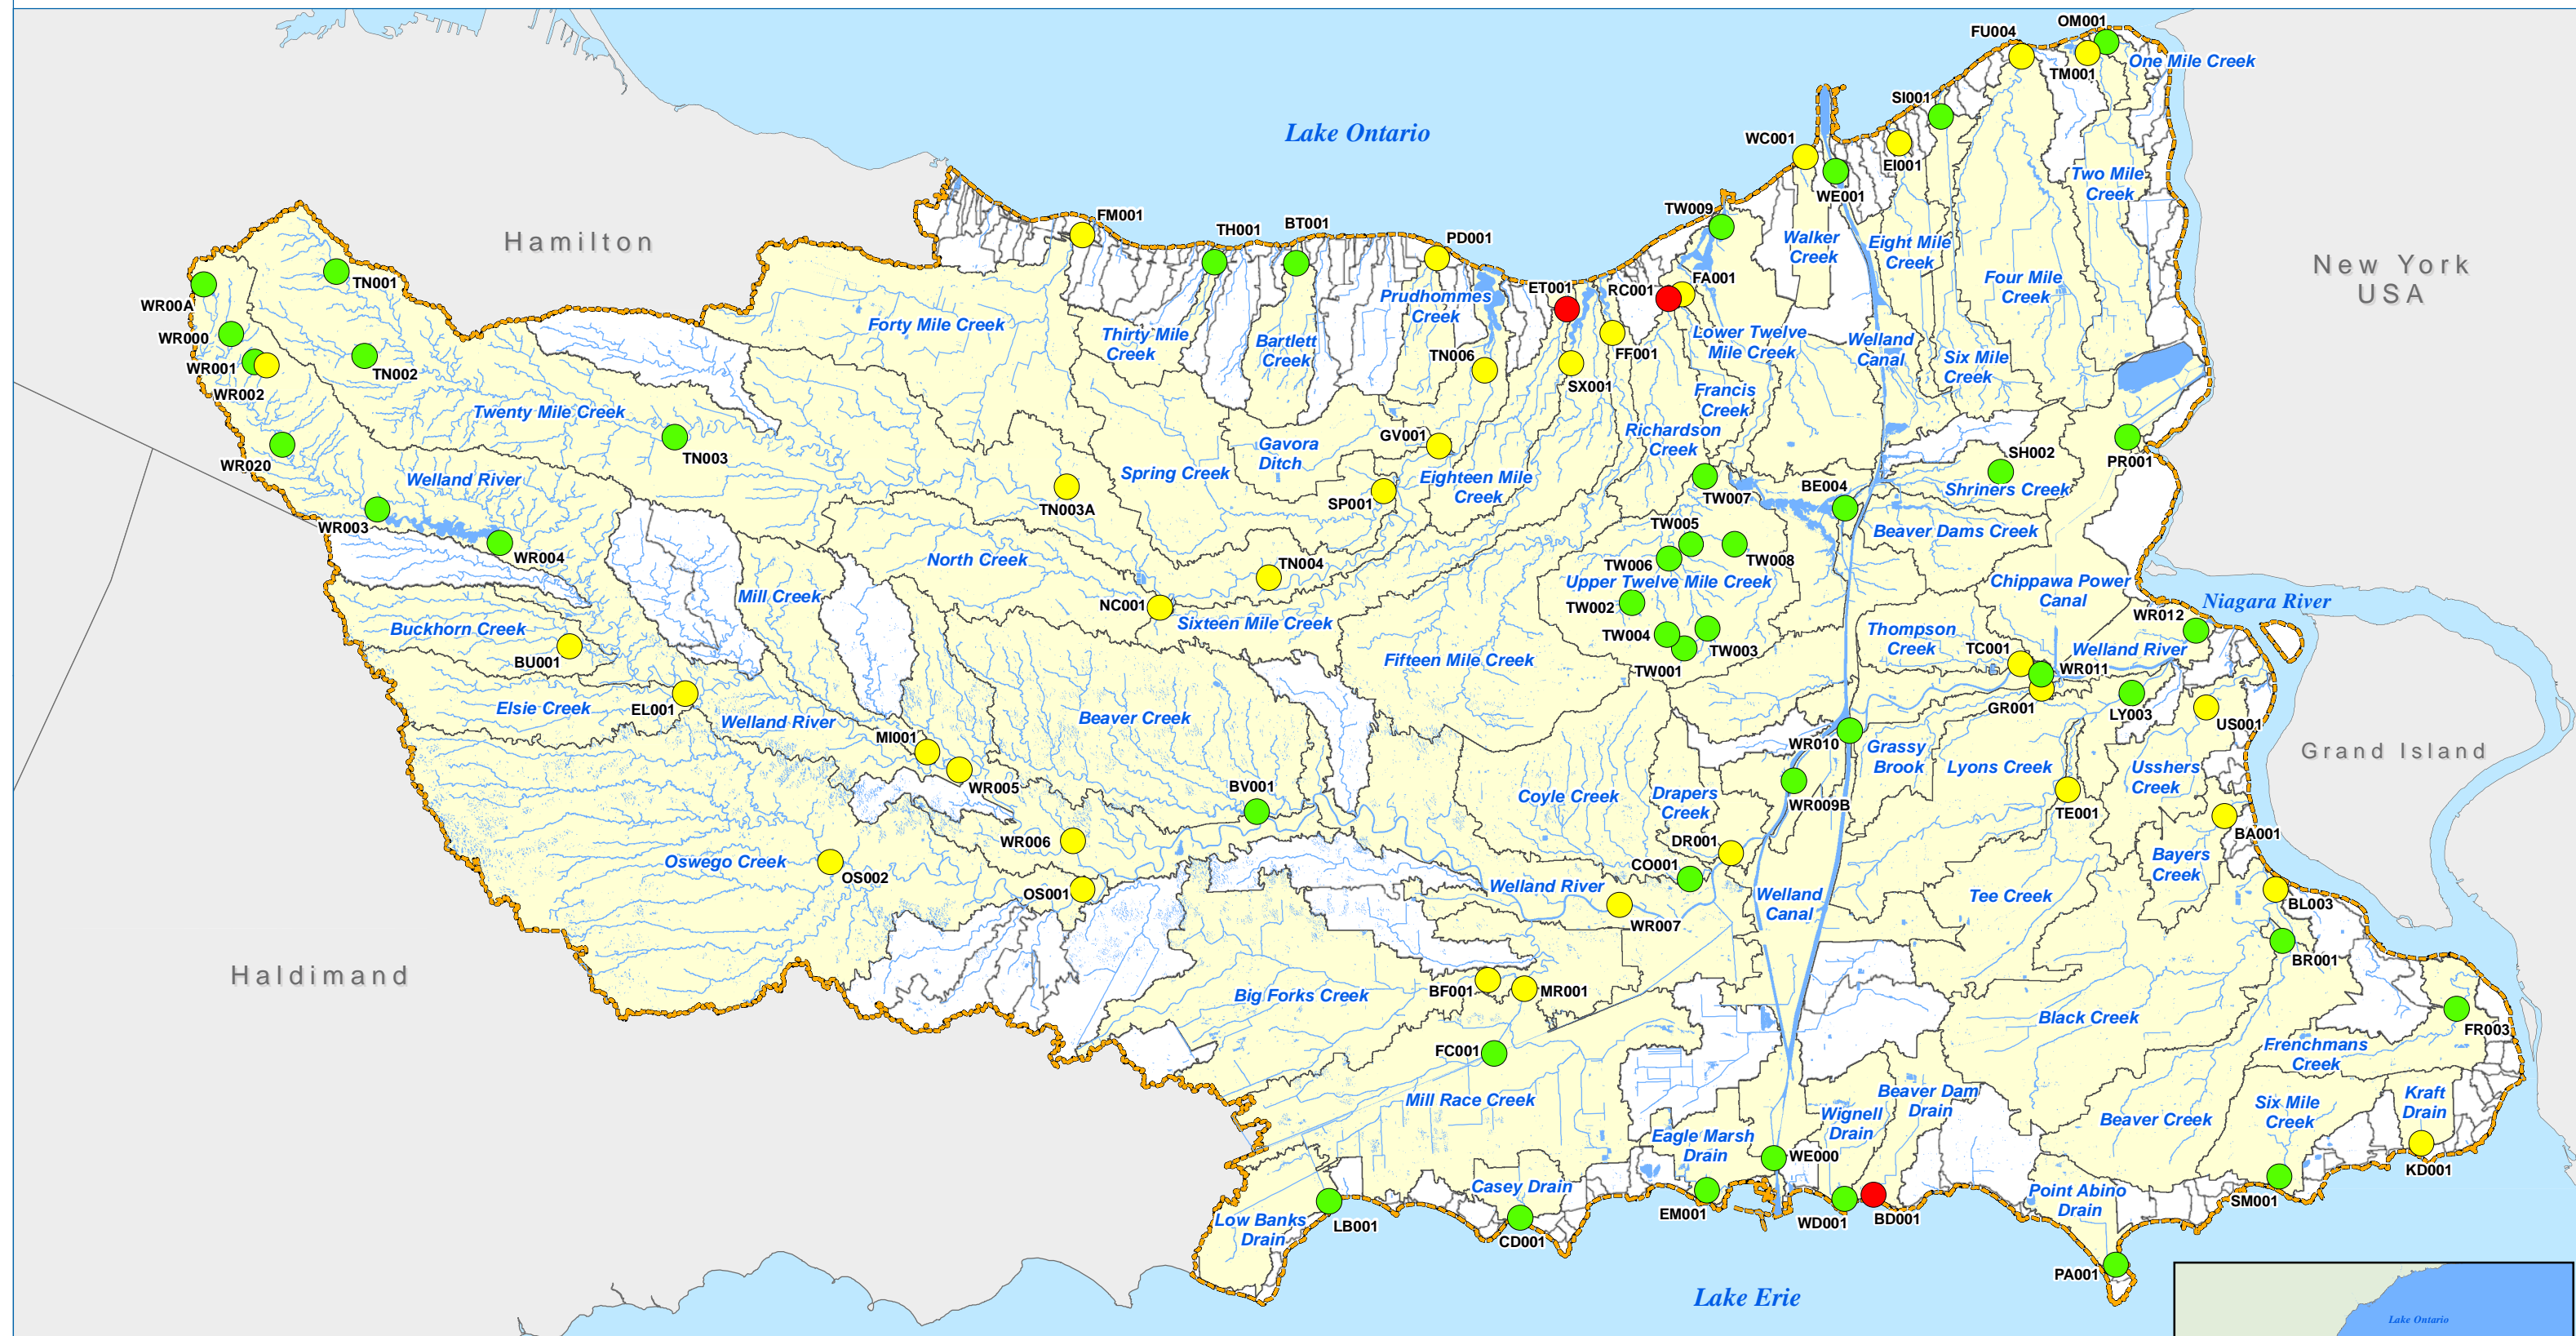 OM001
FU004
One Mile Creek
TM001
SI001
Lake Ontario
WC001
EI001
Two Mile
Creek
WE001
TW009
FM001
TH001
BT001
PD001
Hamilton
Walker
Creek
Eight Mile
Creek
New York
USA
TN001
WR00A
Four Mile
Creek
FA001
ET001
RC001
Prudhommes
Creek
Forty Mile Creek
Thirty Mile
Creek
Bartlett
Creek
Lower Twelve
Mile Creek
Welland
Canal
WR000
FF001
TN006
Six Mile
Creek
WR001
TN002
SX001
WR002
Francis
Creek
Twenty Mile Creek
Richardson
Creek
GV001
Gavora
Ditch
TN003
SH002
PR001
WR020
Spring Creek
Eighteen Mile
Creek
Welland River
Shriners Creek
BE004
TW007
SP001
TN003A
WR003
TW005
Beaver Dams Creek
WR004
North Creek
TN004
TW006
TW008
Upper Twelve Mile Creek
Chippawa Power
Canal
Mill Creek
NC001
TW002
Niagara River
WR012
Sixteen Mile Creek
Buckhorn Creek
TW004
Thompson
Creek
TC001
Welland River
BU001
Fifteen Mile Creek
TW003
TW001
WR011
Elsie Creek
EL001
GR001
LY003
US001
Welland River
Beaver Creek
MI001
WR010
Grassy
Brook
Grand Island
Lyons Creek
Usshers
Creek
WR005
BV001
Coyle Creek
Drapers
Creek
WR009B
TE001
BA001
WR006
DR001
Oswego Creek
OS002
CO001
Bayers
Creek
OS001
Welland River
Welland
Canal
Tee Creek
BL003
WR007
BR001
Haldimand
BF001
MR001
Big Forks Creek
Black Creek
FR003
FC001
Frenchmans
Creek
Mill Race Creek
Beaver Dam
Drain
Wignell
Drain
Beaver Creek
Six Mile
Creek
Kraft
Drain
Eagle Marsh
Drain
WE000
KD001
Casey Drain
Point Abino
Drain
SM001
EM001
WD001
BD001
Low Banks
Drain
LB001
CD001
PA001
Lake Erie
Lake Ontario